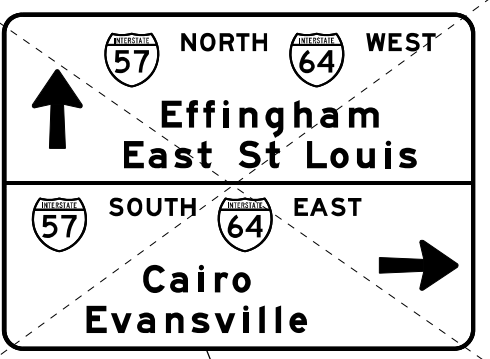 INTERSTATE 57 NORTH INTERSTATE 64 WEST
Effingham
East St Louis
INTERSTATE 57 SOUTH INTERSTATE 64 EAST
Cairo
Evansville